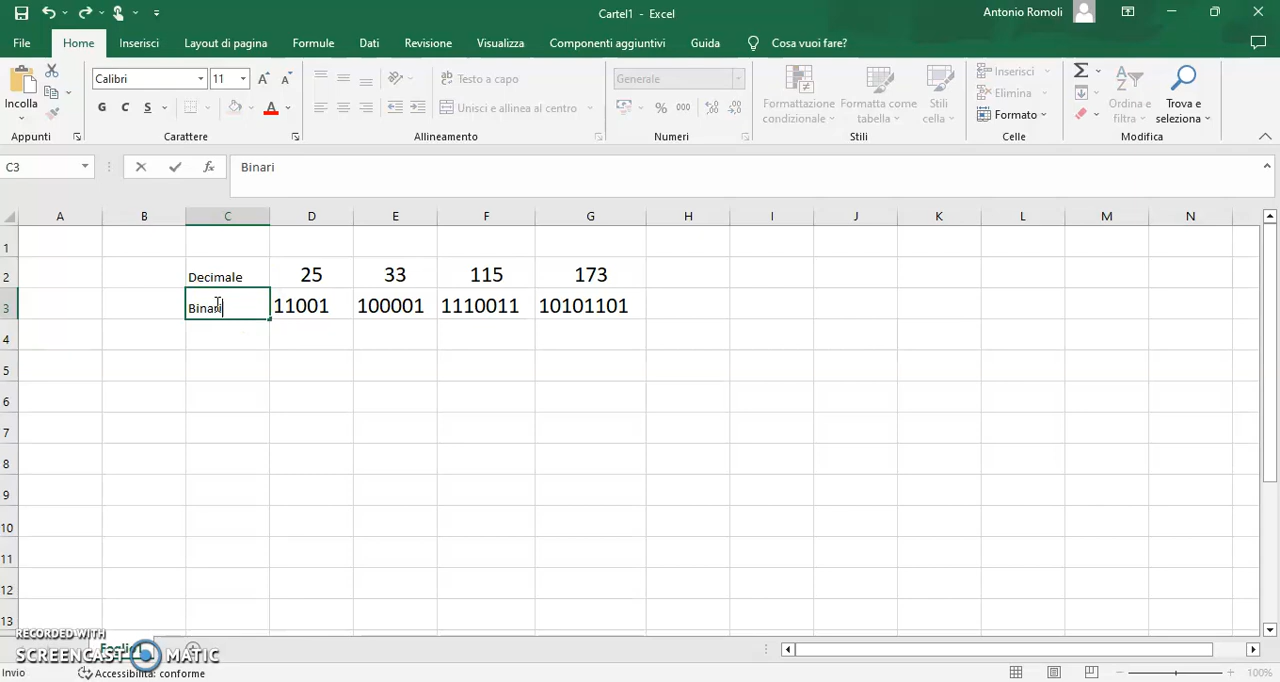 Cartel1 - Excel
Antonio Romoli
File Home Inserisci Layout di pagina Formule Dati Revisione Visualizza Componenti aggiuntivi Guida Cosa vuoi fare?
Incolla
Calibri 11
G C S A
Appunti
Carattere
Testo a capo
Unisci e allinea al centro
Allineamento
Generale
% 000
Numeri
Formattazione condizionale
Formatta come tabella
Stili cella
Stili
Inserisci
Elimina
Formato
Celle
Ordina e filtra
Trova e seleziona
Modifica
C3 fx Binari
A B C D E F G H I J K L M N
1
2 Decimale 25 33 115 173
3 Binari 11001 100001 1110011 10101101
4
5
6
7
8
9
10
11
12
13
RECORDED WITH
SCREENCAST MATIC
Invio Accessibilità: conforme 100%